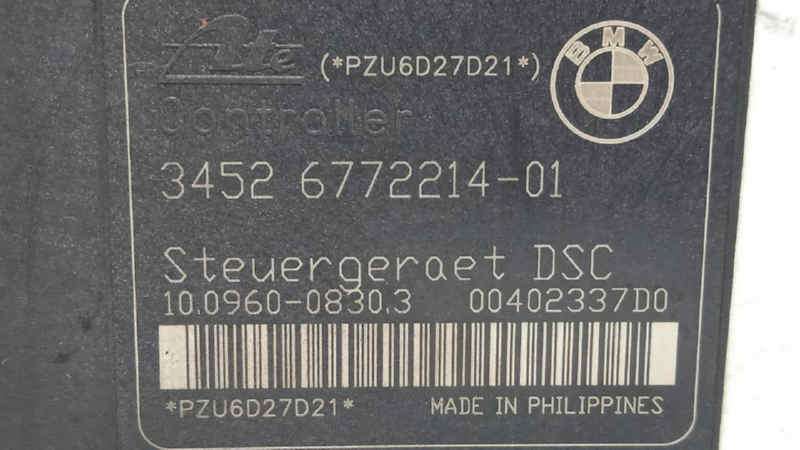 Ate (*PZU6D27D21*) BMW
Controller
3452 6772214-01
Steuergeraet DSC
10.0960-0830.3 00402337D0
*PZU6D27D21* MADE IN PHILIPPINES